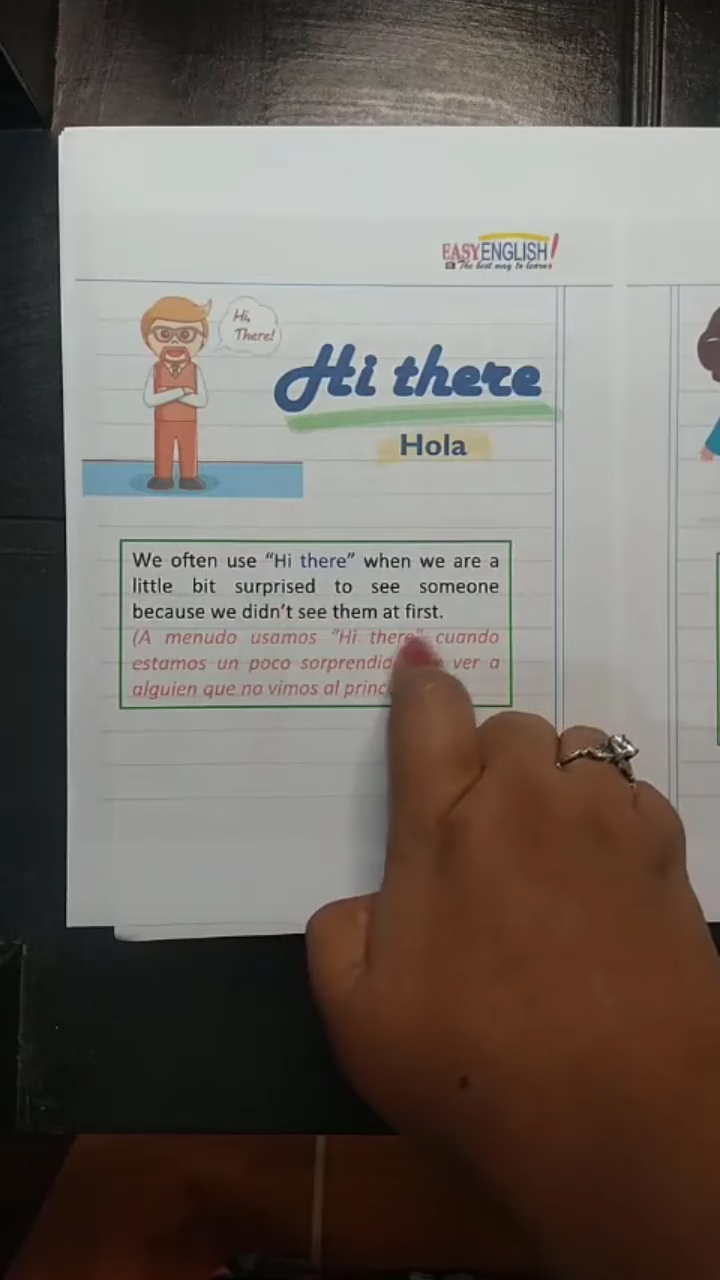 EASYENGLISH!
The best way to learn
Hi,
There!
Hi there
Hola
We often use “Hi there” when we are a
little bit surprised to see someone
because we didn’t see them at first.
(A menudo usamos “Hi there” cuando
estamos un poco ver a
alguien que no vimos al